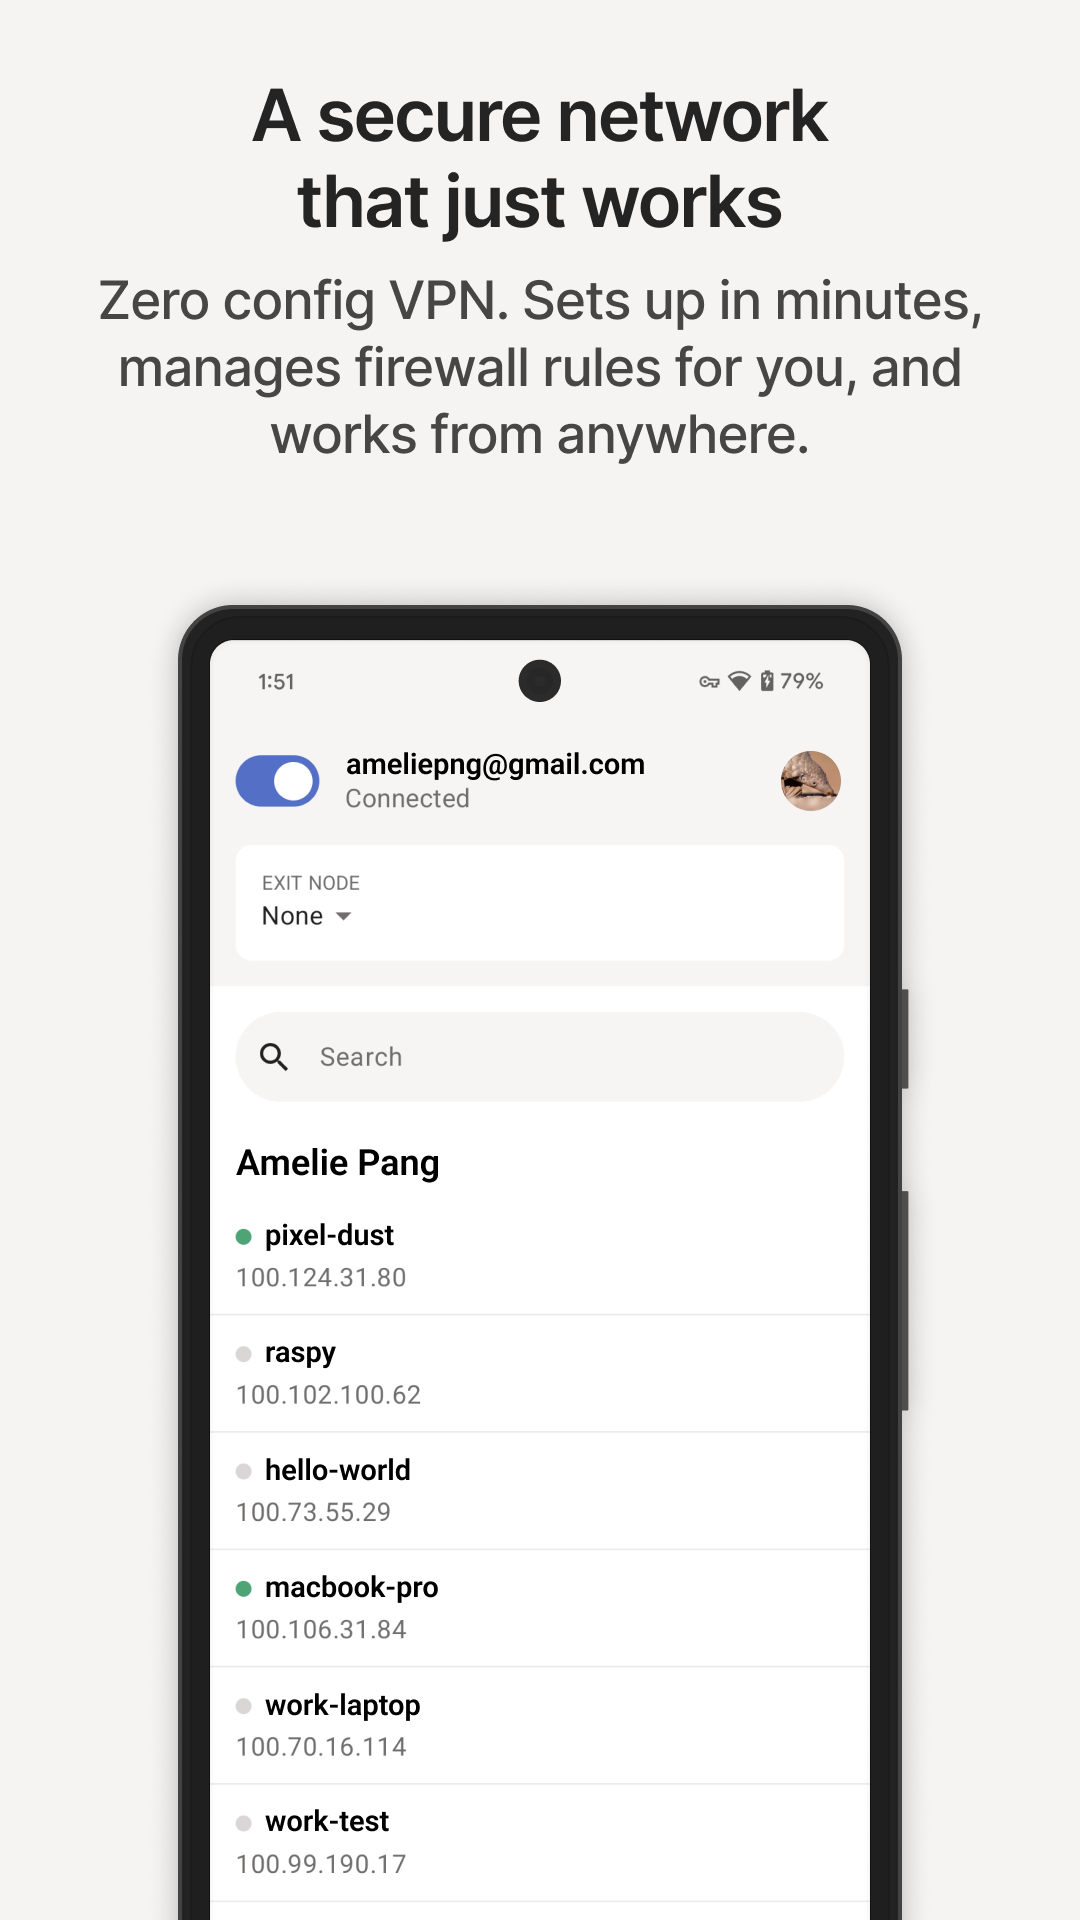 A secure network
that just works
Zero config VPN. Sets up in minutes,
manages firewall rules for you, and
works from anywhere.
1:51
79%
ameliepng@gmail.com
Connected
EXIT NODE
None
Search
Amelie Pang
pixel-dust
100.124.31.80
raspy
100.102.100.62
hello-world
100.73.55.29
macbook-pro
100.106.31.84
work-laptop
100.70.16.114
work-test
100.99.190.17